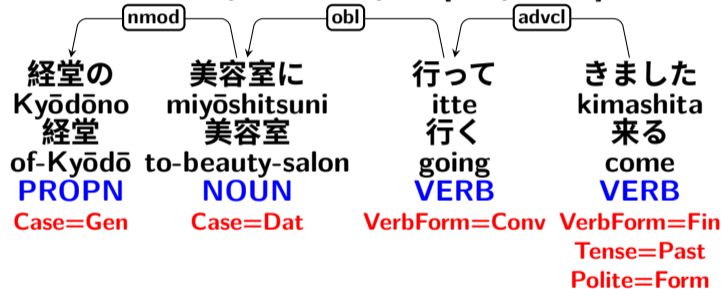 nmod obl advcl
経堂の 美容室に 行って きました
Kyōdōno miyōshitsuni itte kimashita
経堂 美容室 行く 来る
of-Kyōdō to-beauty-salon going come
PROPN NOUN VERB VERB
Case=Gen Case=Dat VerbForm=Conv VerbForm=Fin
Tense=Past
Polite=Form